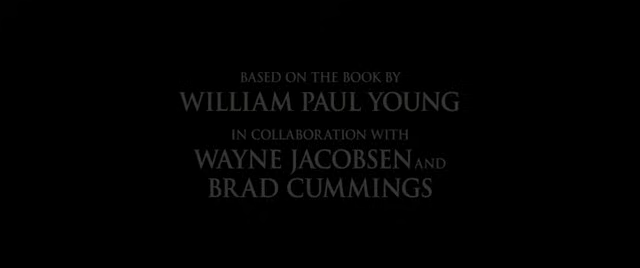 BASED ON THE BOOK BY
WILLIAM PAUL YOUNG
IN COLLABORATION WITH
WAYNE JACOBSEN AND
BRAD CUMMINGS